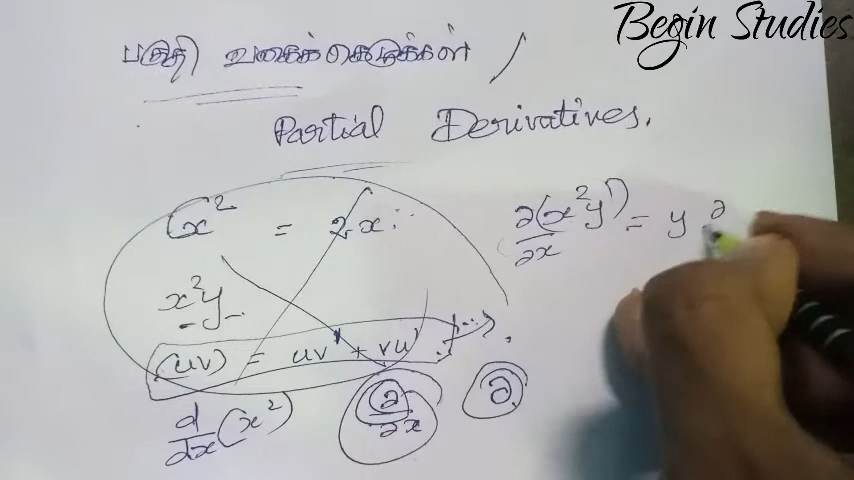 Begin Studies
பகுதி வகைக்கெழுக்கள் /
Partial Derivatives.
(x² = 2x
∂(x²y)/∂x = y ∂
x²y
(uv) = uv' + vu'
d/dx (x²) ∂/∂x ∂